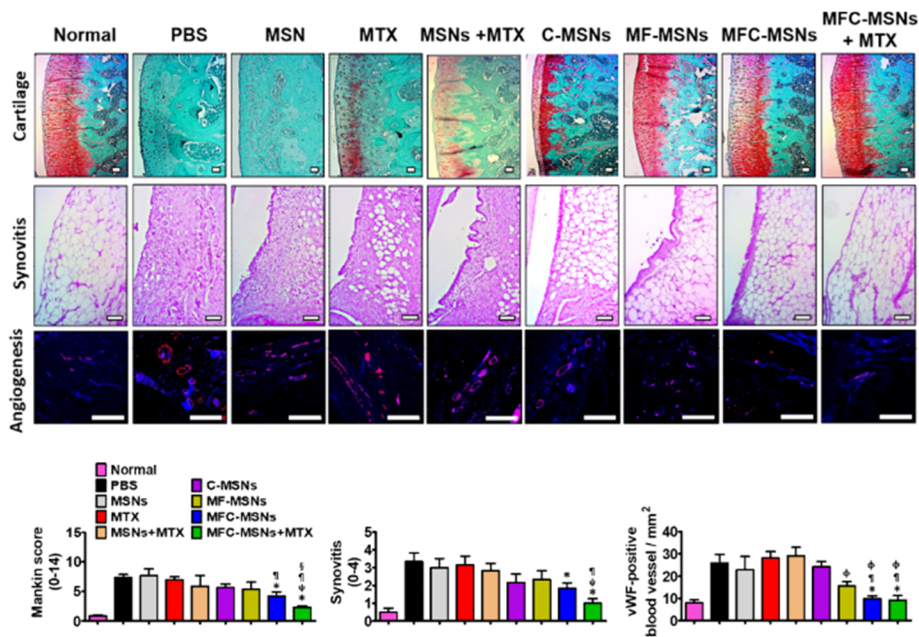 Normal PBS MSN MTX MSNs +MTX C-MSNs MF-MSNs MFC-MSNs MFC-MSNs + MTX
Cartilage
Synovitis
Angiogenesis
Normal
PBS
MSNs
MTX
MSNs+MTX
C-MSNs
MF-MSNs
MFC-MSNs
MFC-MSNs+MTX
Mankin score
(0-14)
15
10
5
0
¶
*
§
¶
ψ
*
Synovitis
(0-4)
5
4
3
2
1
0
*
¶
ψ
*
vWF-positive
blood vessel / mm²
40
30
20
10
0
ϕ
ϕ
¶
*
ϕ
¶
*